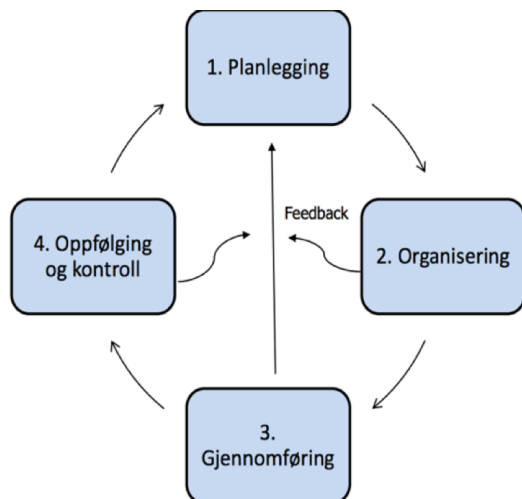 1. Planlegging
Feedback
2. Organisering
3.
Gjennomføring
4. Oppfølging
og kontroll